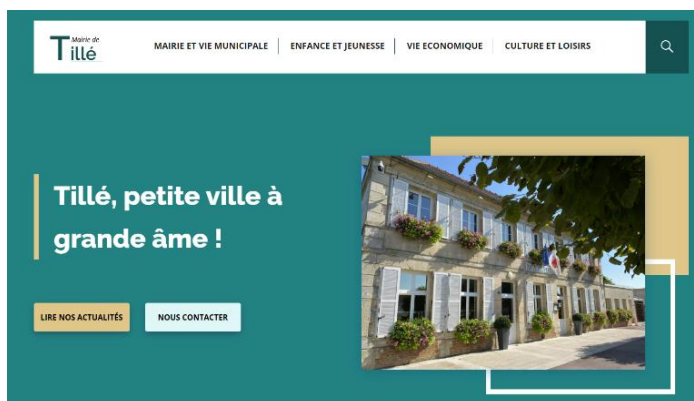 Mairie de
Tillé
MAIRIE ET VIE MUNICIPALE
ENFANCE ET JEUNESSE
VIE ECONOMIQUE
CULTURE ET LOISIRS
Tillé, petite ville à
grande âme !
LIRE NOS ACTUALITÉS
NOUS CONTACTER